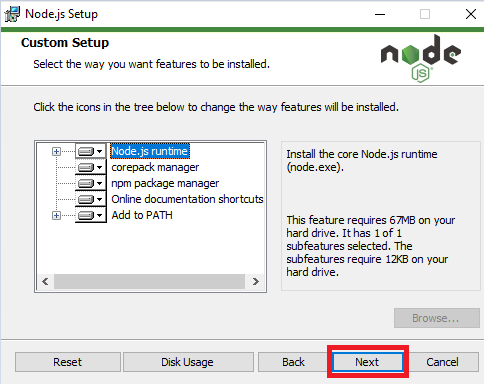 Node.js Setup
Custom Setup
Select the way you want features to be installed.
node
JS
Click the icons in the tree below to change the way features will be installed.
Node.js runtime
corepack manager
npm package manager
Online documentation shortcuts
Add to PATH
Install the core Node.js runtime
(node.exe).
This feature requires 67MB on your
hard drive. It has 1 of 1
subfeatures selected. The
subfeatures require 12KB on your
hard drive.
Browse...
Reset
Disk Usage
Back
Next
Cancel